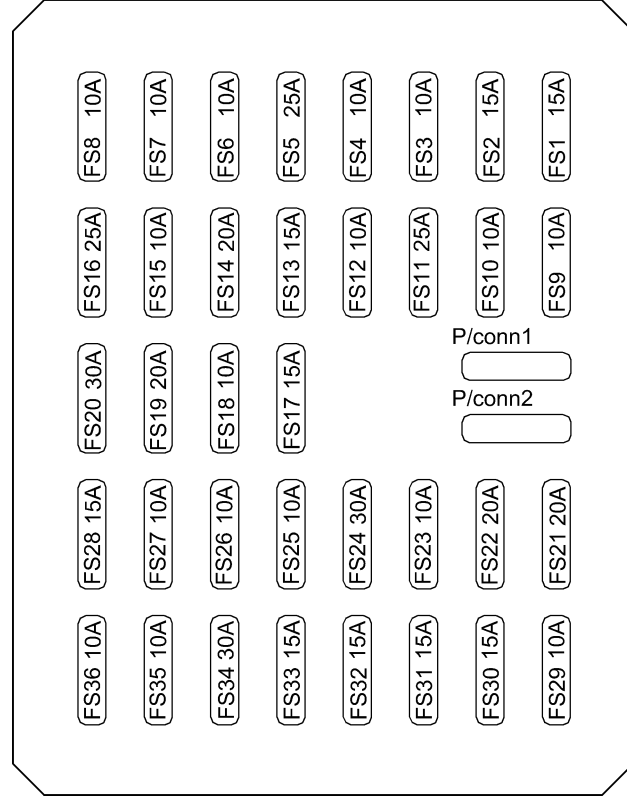 FS8 10A
FS7 10A
FS6 10A
FS5 25A
FS4 10A
FS3 10A
FS2 15A
FS1 15A
FS16 25A
FS15 10A
FS14 20A
FS13 15A
FS12 10A
FS11 25A
FS10 10A
FS9 10A
P/conn1
P/conn2
FS20 30A
FS19 20A
FS18 10A
FS17 15A
FS28 15A
FS27 10A
FS26 10A
FS25 10A
FS24 30A
FS23 10A
FS22 20A
FS21 20A
FS36 10A
FS35 10A
FS34 30A
FS33 15A
FS32 15A
FS31 15A
FS30 15A
FS29 10A